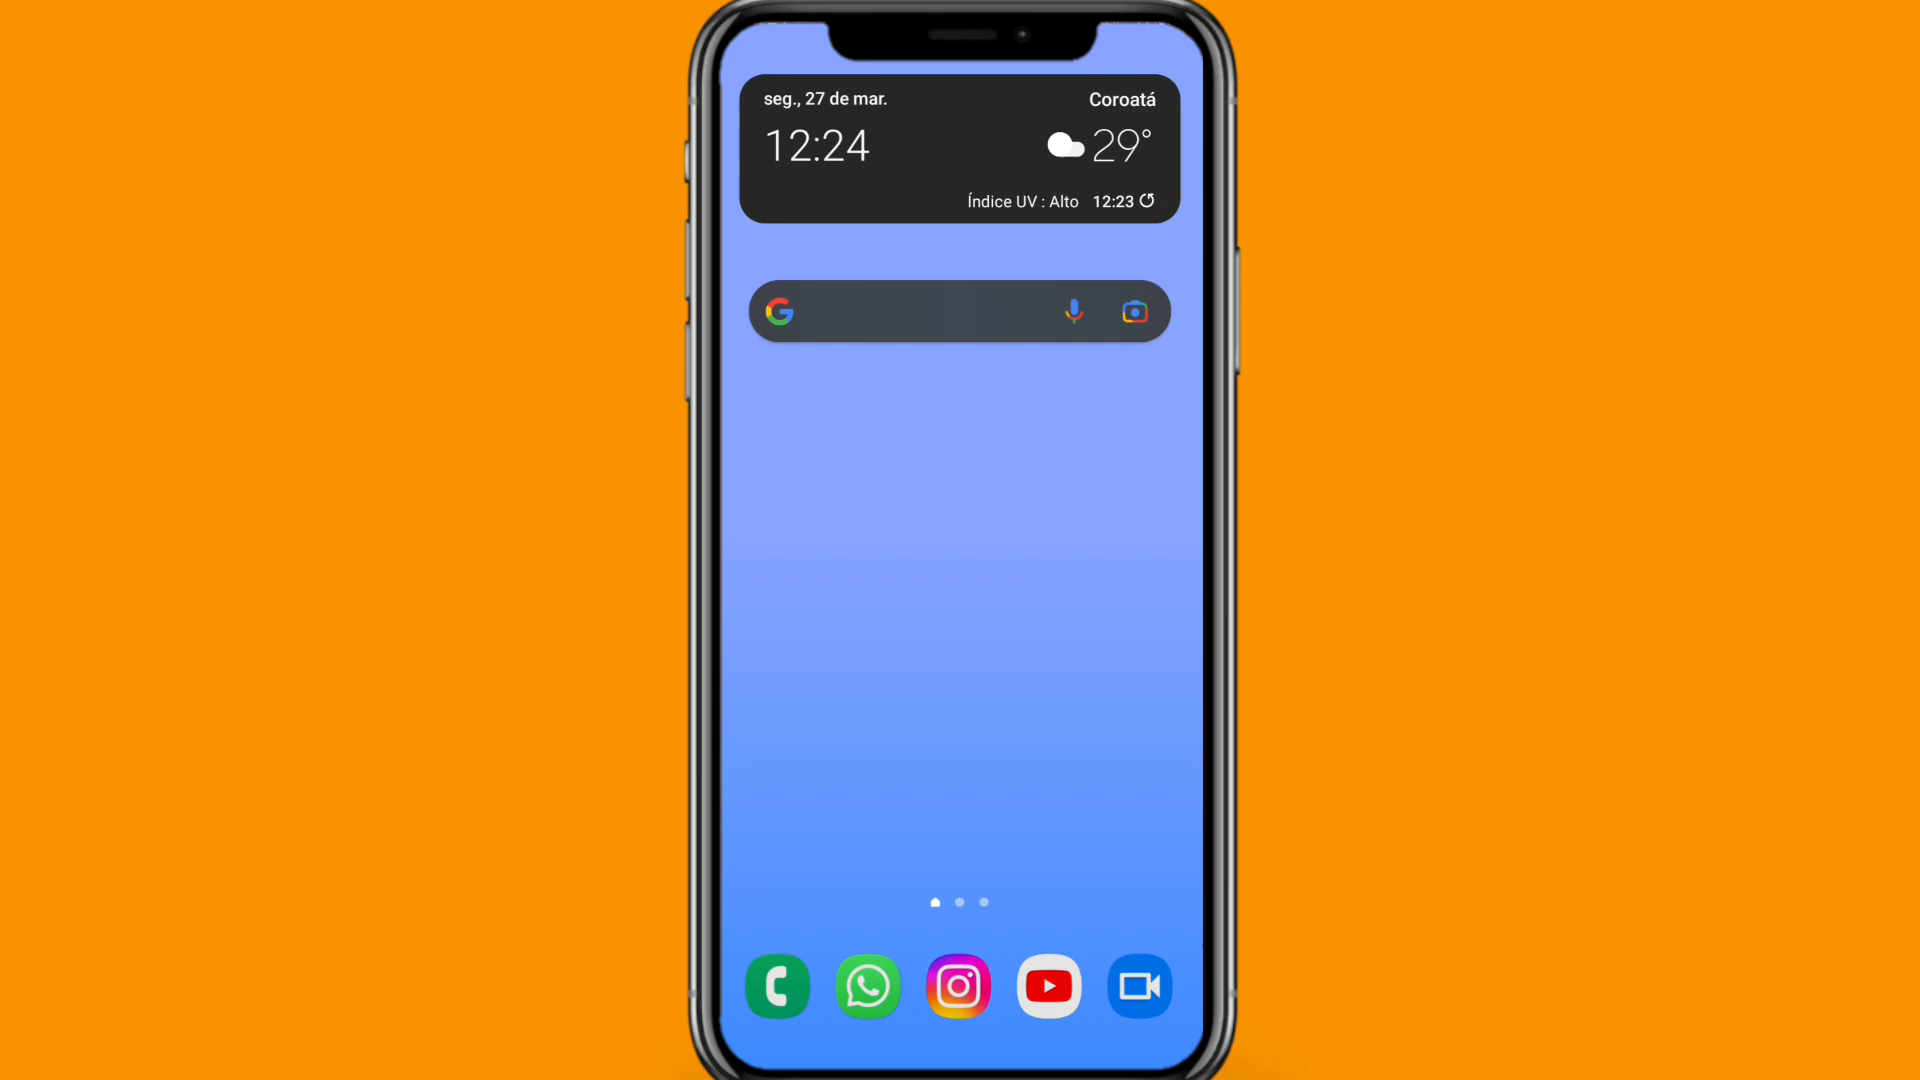 seg., 27 de mar.
Coroatá
12:24
29°
Índice UV : Alto 12:23